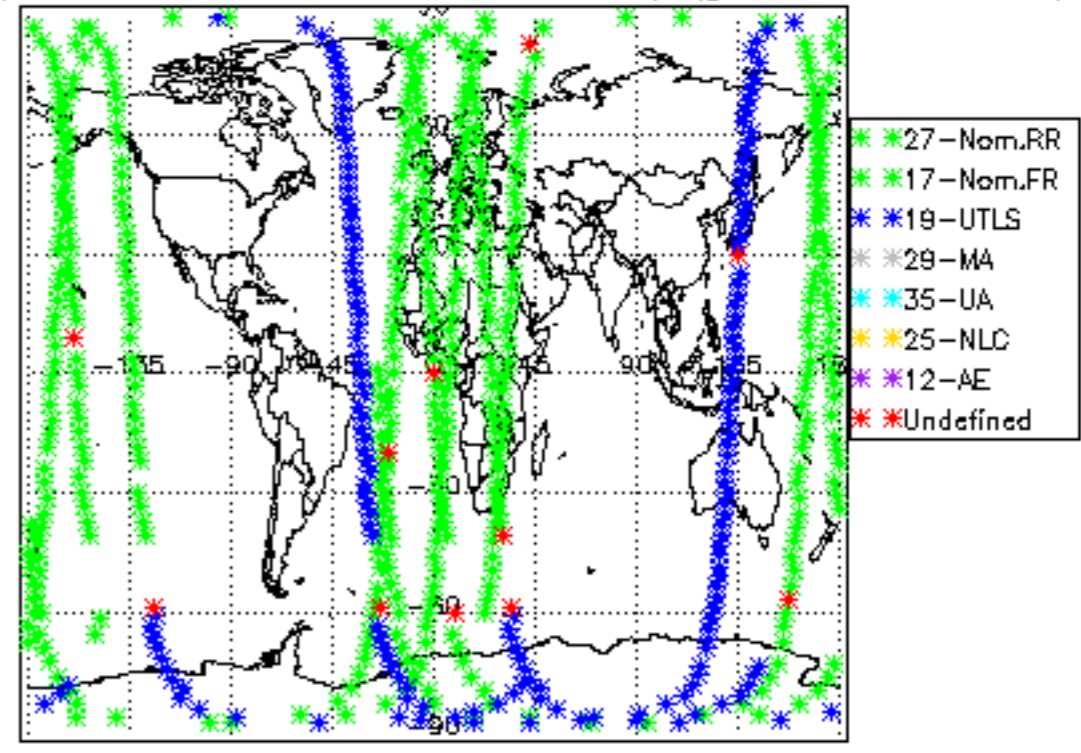 -135 -90 45 90
-60
-90
27-Nom.RR
17-Nom.FR
19-UTLS
29-MA
35-UA
25-NLC
12-AE
Undefined